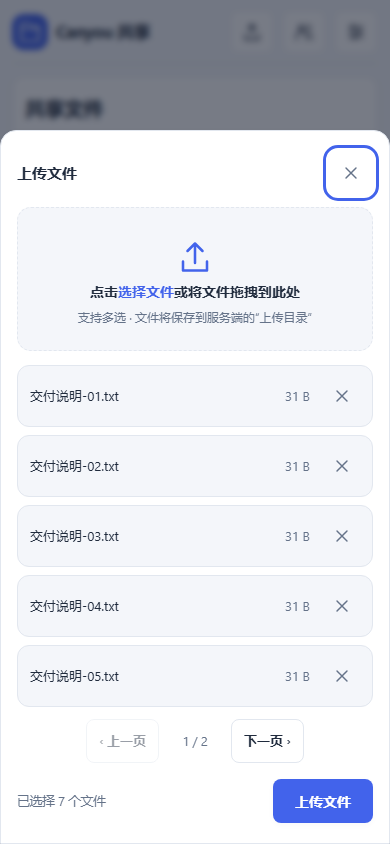 Canyou 共享
共享文件
上传文件
点击选择文件或将文件拖拽到此处
支持多选 · 文件将保存到服务端的“上传目录”
交付说明-01.txt 31 B
交付说明-02.txt 31 B
交付说明-03.txt 31 B
交付说明-04.txt 31 B
交付说明-05.txt 31 B
‹ 上一页 1 / 2 下一页 ›
已选择 7 个文件 上传文件